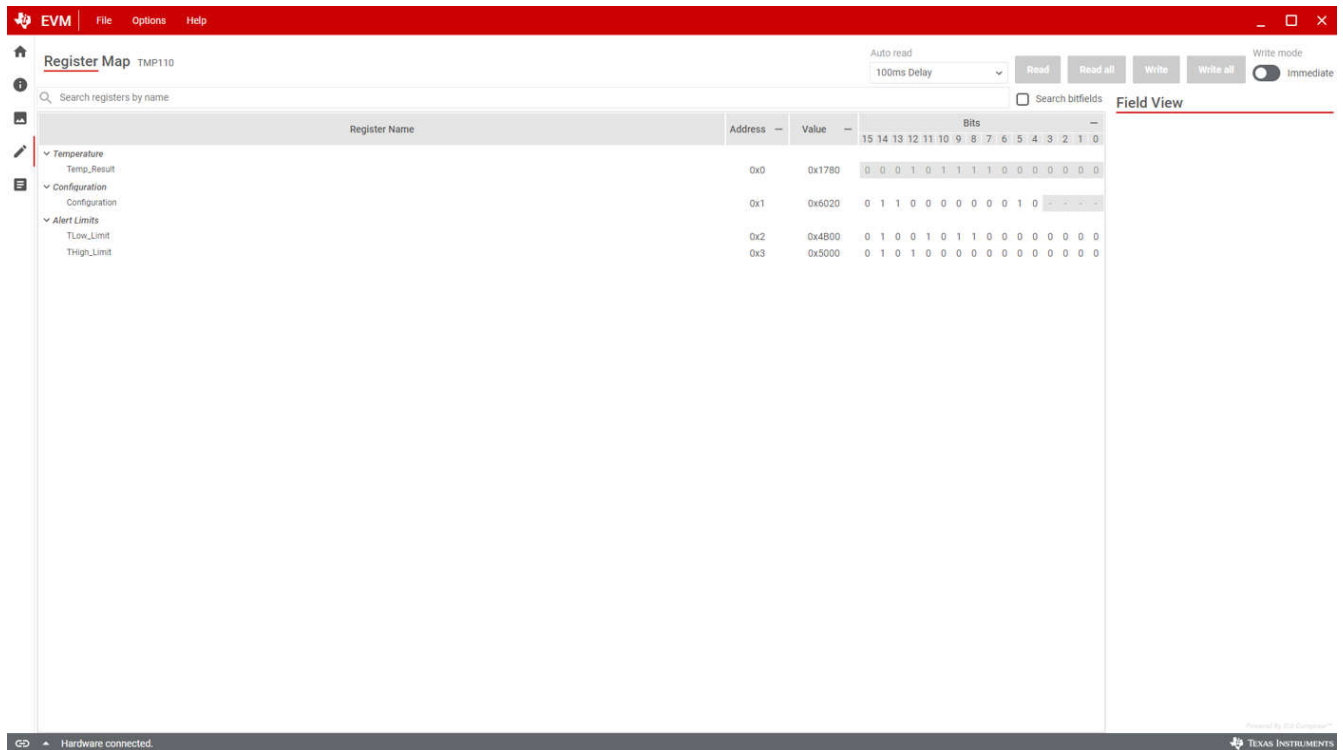 EVM File Options Help
Register Map TMP110
Auto read
100ms Delay
Read Read all Write Write all
Write mode
Immediate
Search registers by name
Search bitfields
Field View
Register Name Address Value Bits
15 14 13 12 11 10 9 8 7 6 5 4 3 2 1 0
Temperature
Temp_Result 0x0 0x1780 0 0 0 1 0 1 1 1 1 0 0 0 0 0 0 0
Configuration
Configuration 0x1 0x6020 0 1 1 0 0 0 0 0 0 0 1 0 - - - -
Alert Limits
TLow_Limit 0x2 0x4B00 0 1 0 0 1 0 1 1 0 0 0 0 0 0 0 0
THigh_Limit 0x3 0x5000 0 1 0 1 0 0 0 0 0 0 0 0 0 0 0 0
Powered By GUI Composer™
Hardware connected.
TEXAS INSTRUMENTS